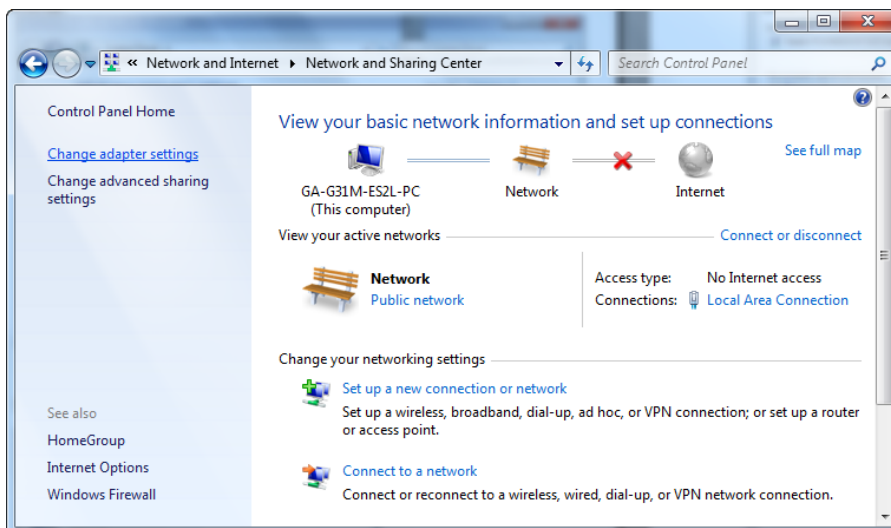 « Network and Internet ▸ Network and Sharing Center
Search Control Panel
Control Panel Home
Change adapter settings
Change advanced sharing
settings
See also
HomeGroup
Internet Options
Windows Firewall
View your basic network information and set up connections
See full map
GA-G31M-ES2L-PC
(This computer)
Network
Internet
View your active networks
Connect or disconnect
Network
Public network
Access type: No Internet access
Connections: Local Area Connection
Change your networking settings
Set up a new connection or network
Set up a wireless, broadband, dial-up, ad hoc, or VPN connection; or set up a router
or access point.
Connect to a network
Connect or reconnect to a wireless, wired, dial-up, or VPN network connection.